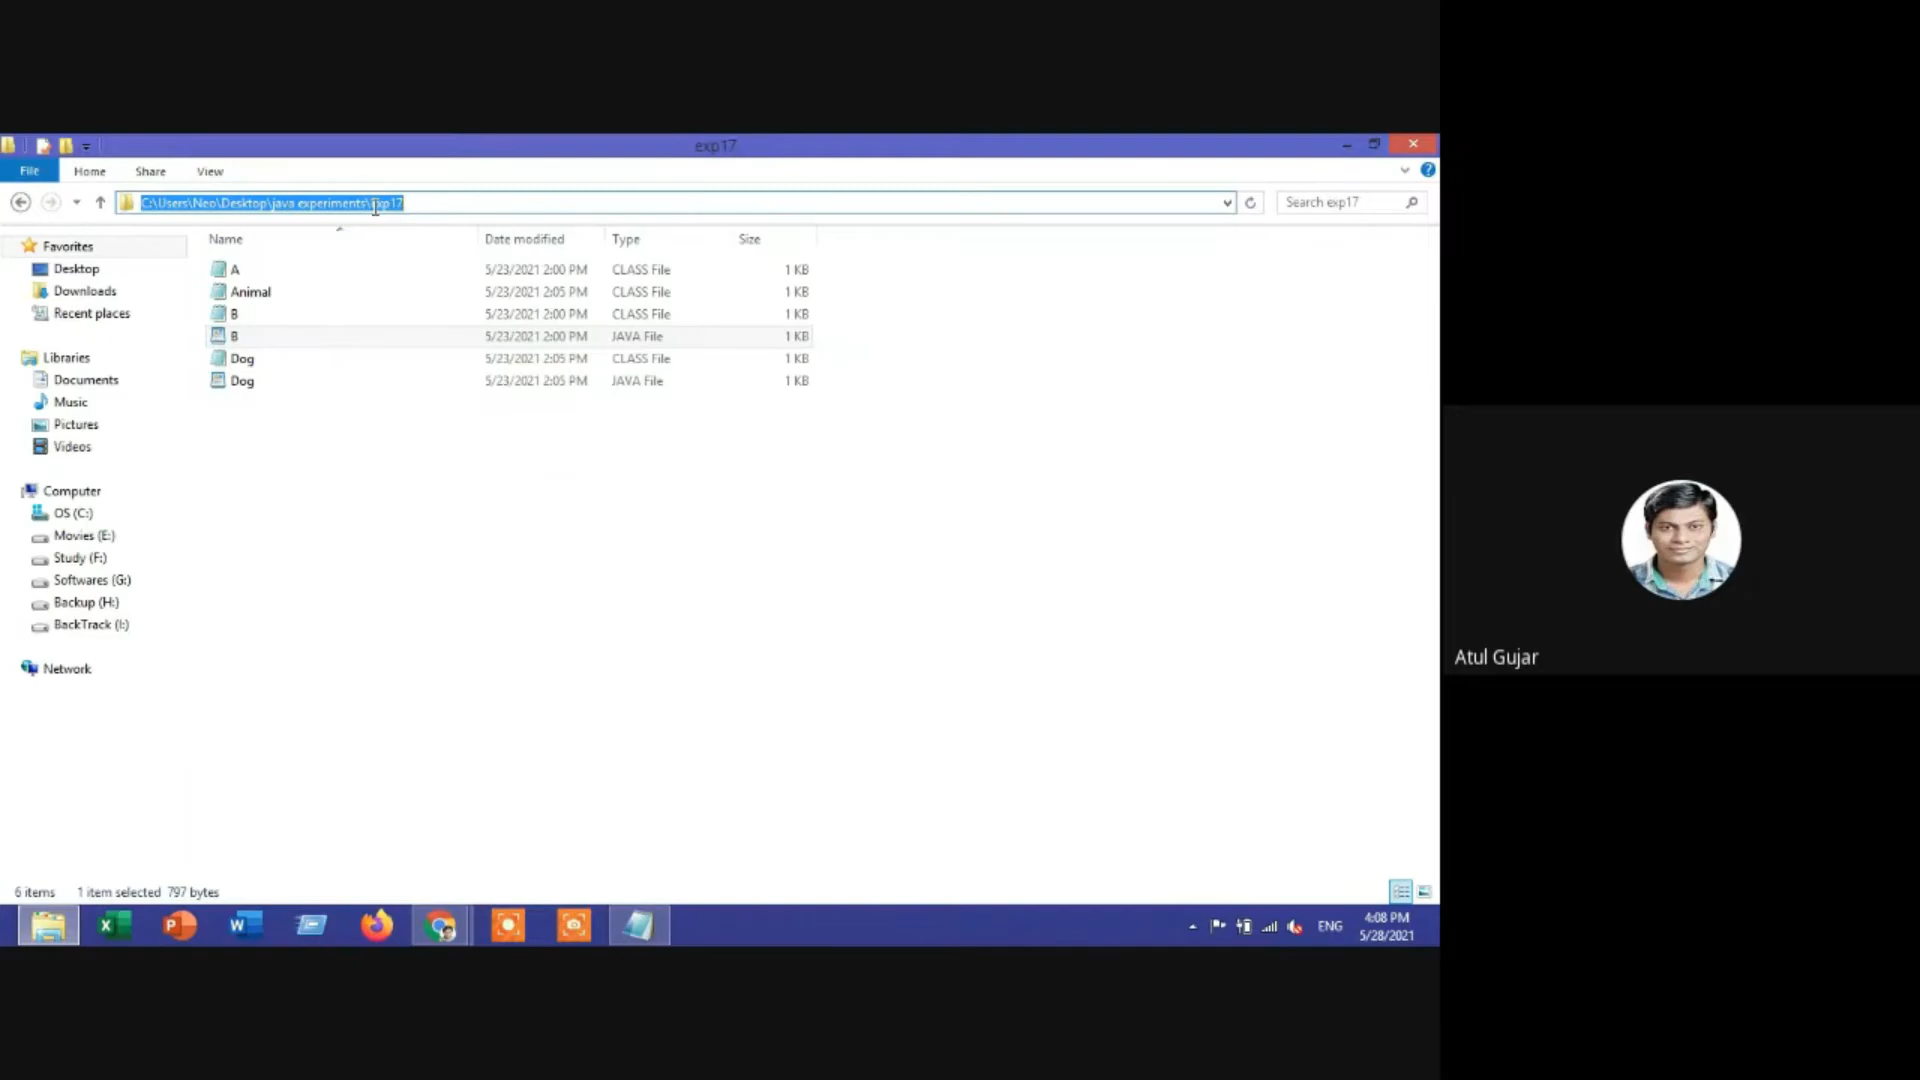 exp17
File Home Share View
C:\Users\Neo\Desktop\java experiments\exp17
Search exp17
Name Date modified Type Size
A 5/23/2021 2:00 PM CLASS File 1 KB
Animal 5/23/2021 2:05 PM CLASS File 1 KB
B 5/23/2021 2:00 PM CLASS File 1 KB
B 5/23/2021 2:00 PM JAVA File 1 KB
Dog 5/23/2021 2:05 PM CLASS File 1 KB
Dog 5/23/2021 2:05 PM JAVA File 1 KB
Favorites
Desktop
Downloads
Recent places
Libraries
Documents
Music
Pictures
Videos
Computer
OS (C:)
Movies (E:)
Study (F:)
Softwares (G:)
Backup (H:)
BackTrack (I:)
Network
6 items 1 item selected 797 bytes
ENG
4:08 PM
5/28/2021
Atul Gujar